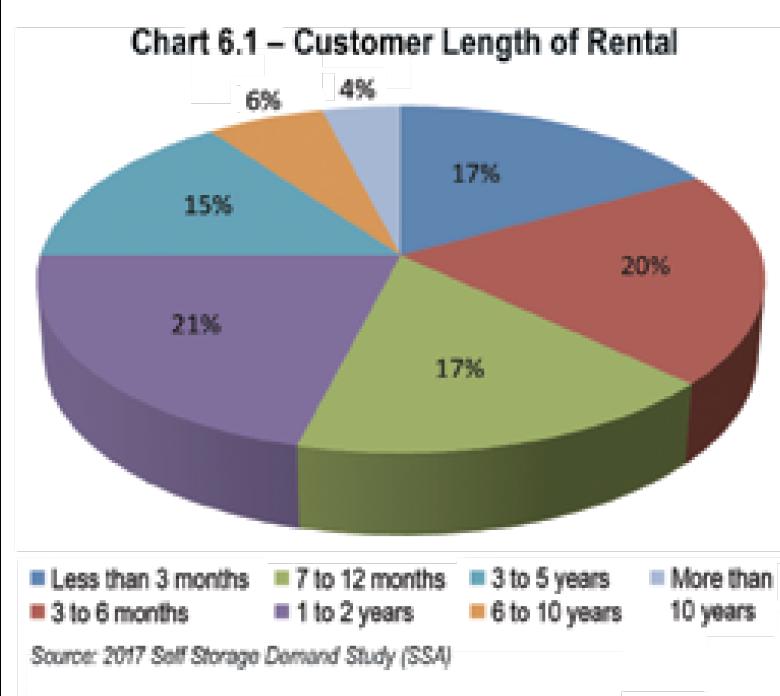 Chart 6.1 – Customer Length of Rental
6% 4%
17%
15%
20%
21%
17%
Less than 3 months 7 to 12 months 3 to 5 years More than
3 to 6 months 1 to 2 years 6 to 10 years 10 years
Source: 2017 Self Storage Demand Study (SSA)